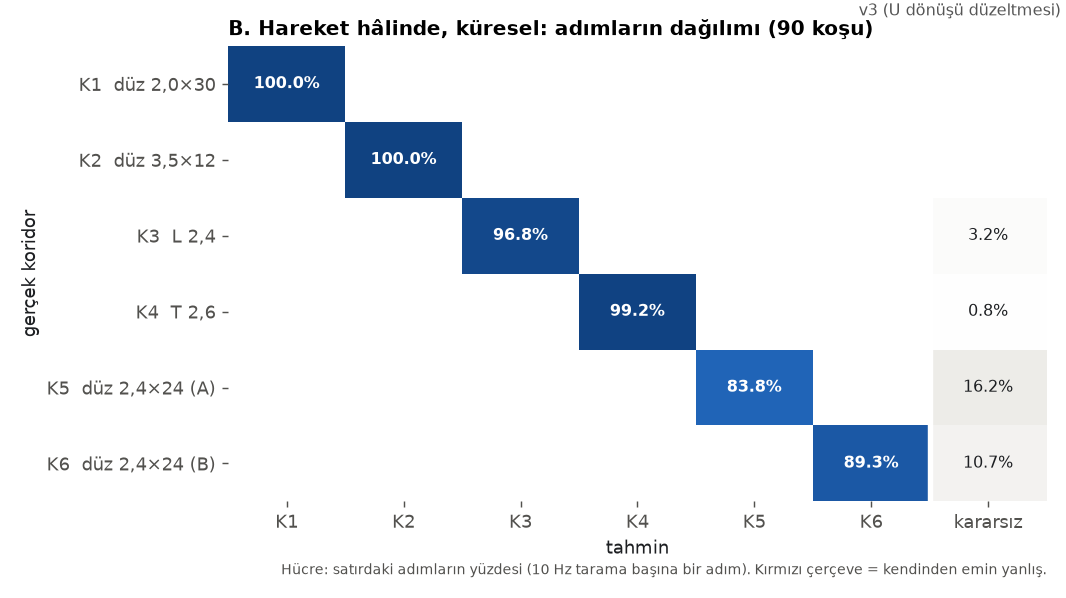 v3 (U dönüşü düzeltmesi)
B. Hareket hâlinde, küresel: adımların dağılımı (90 koşu)
gerçek koridor
K1 düz 2,0×30 100.0%
K2 düz 3,5×12 100.0%
K3 L 2,4 96.8% 3.2%
K4 T 2,6 99.2% 0.8%
K5 düz 2,4×24 (A) 83.8% 16.2%
K6 düz 2,4×24 (B) 89.3% 10.7%
K1 K2 K3 K4 K5 K6 kararsız
tahmin
Hücre: satırdaki adımların yüzdesi (10 Hz tarama başına bir adım). Kırmızı çerçeve = kendinden emin yanlış.